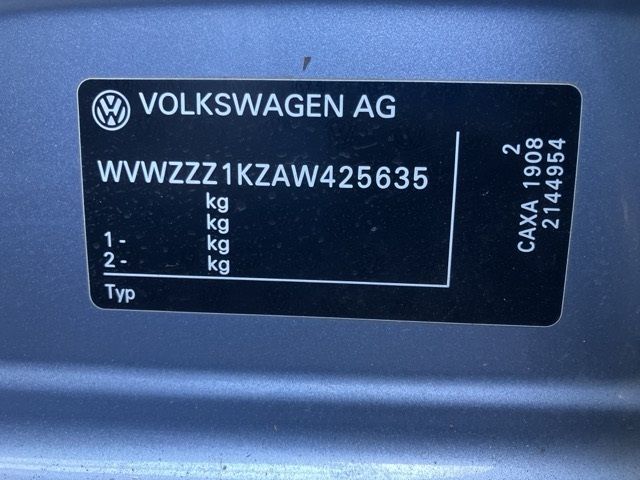 VOLKSWAGEN AG
WVWZZZ1KZAW425635
kg
kg
1 - kg
2 - kg
Typ
2
CAXA 1908
2144954